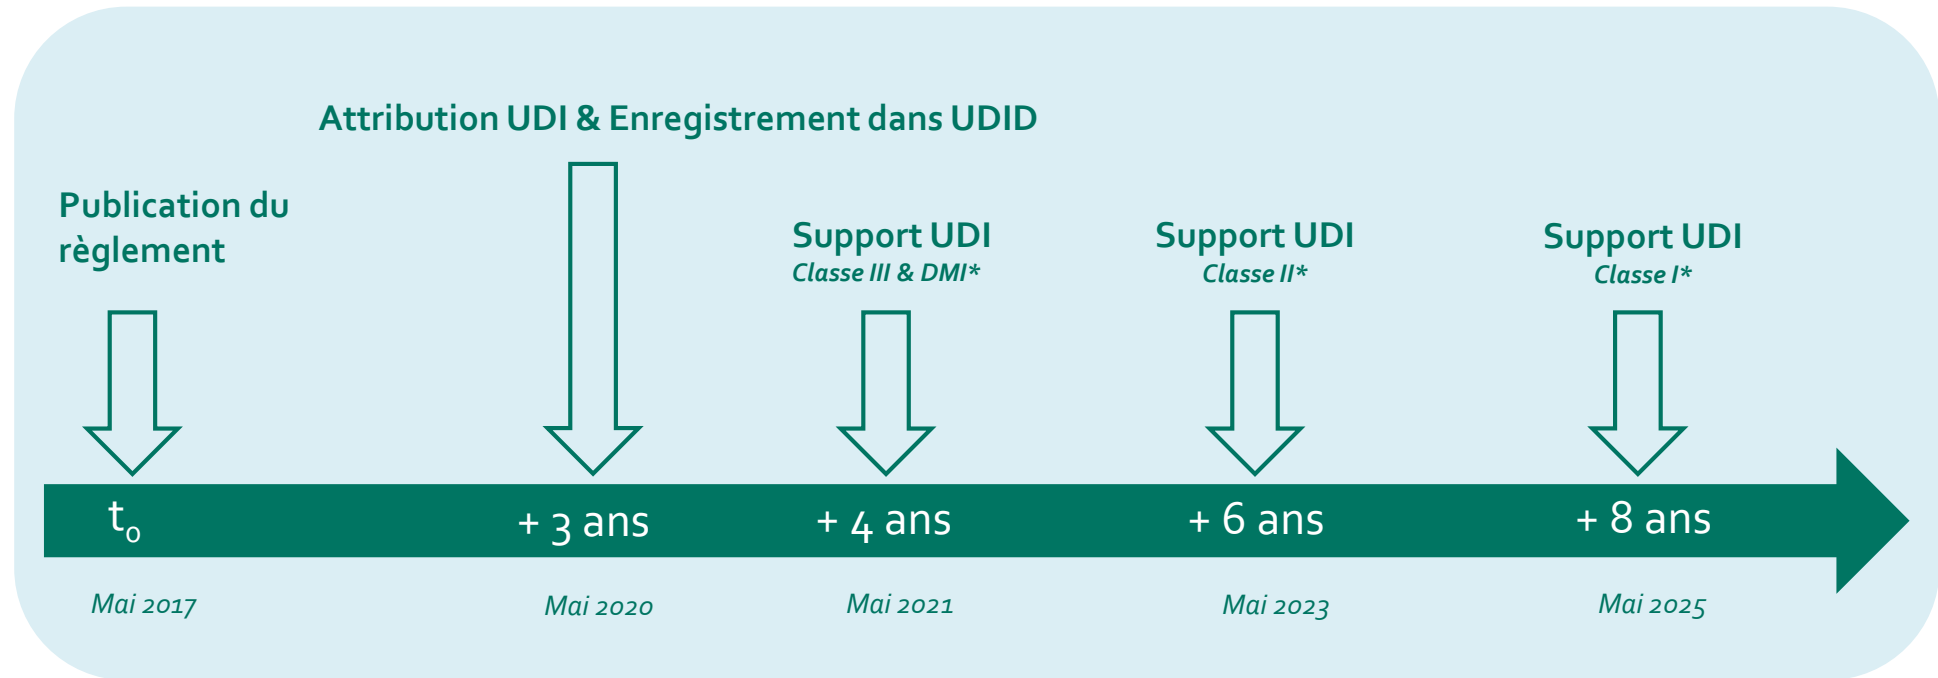 Attribution UDI & Enregistrement dans UDID
Publication du
règlement
Support UDI
Classe III & DMI*
Support UDI
Classe II*
Support UDI
Classe I*
t₀
+ 3 ans
+ 4 ans
+ 6 ans
+ 8 ans
Mai 2017
Mai 2020
Mai 2021
Mai 2023
Mai 2025